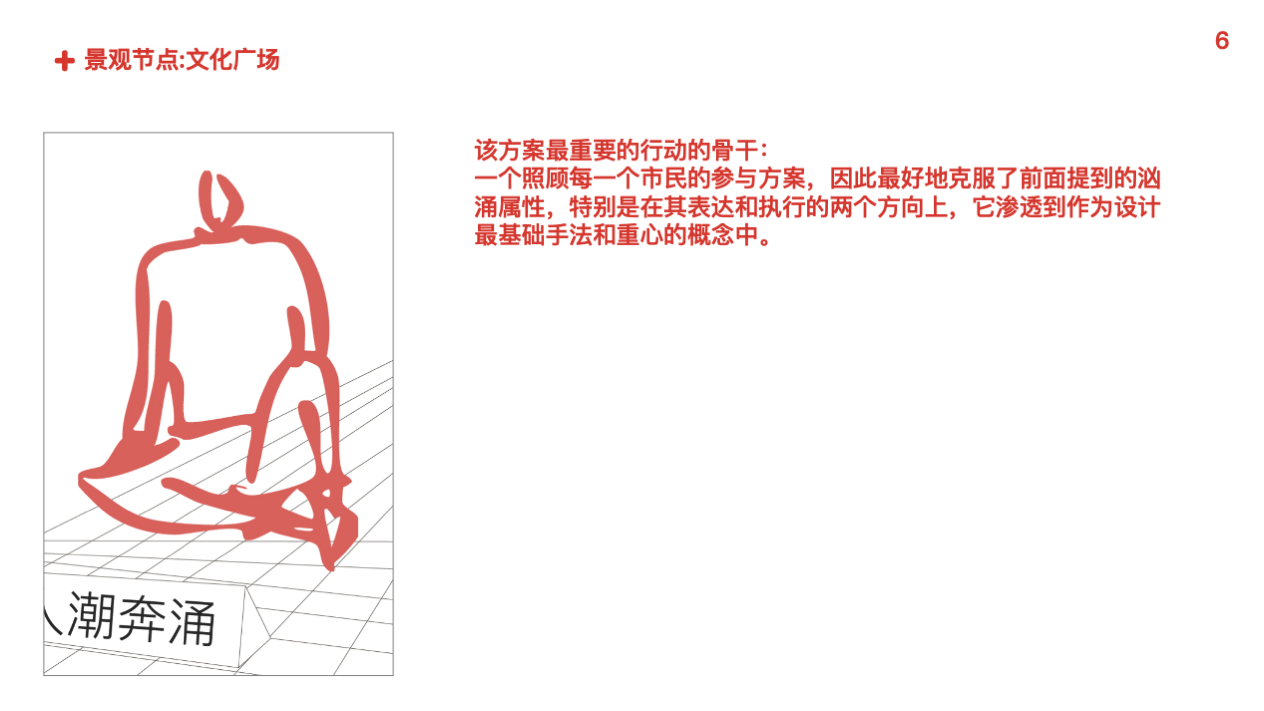 景观节点:文化广场
6
该方案最重要的行动的骨干：
一个照顾每一个市民的参与方案，因此最好地克服了前面提到的汹
涌属性，特别是在其表达和执行的两个方向上，它渗透到作为设计
最基础手法和重心的概念中。
人潮奔涌